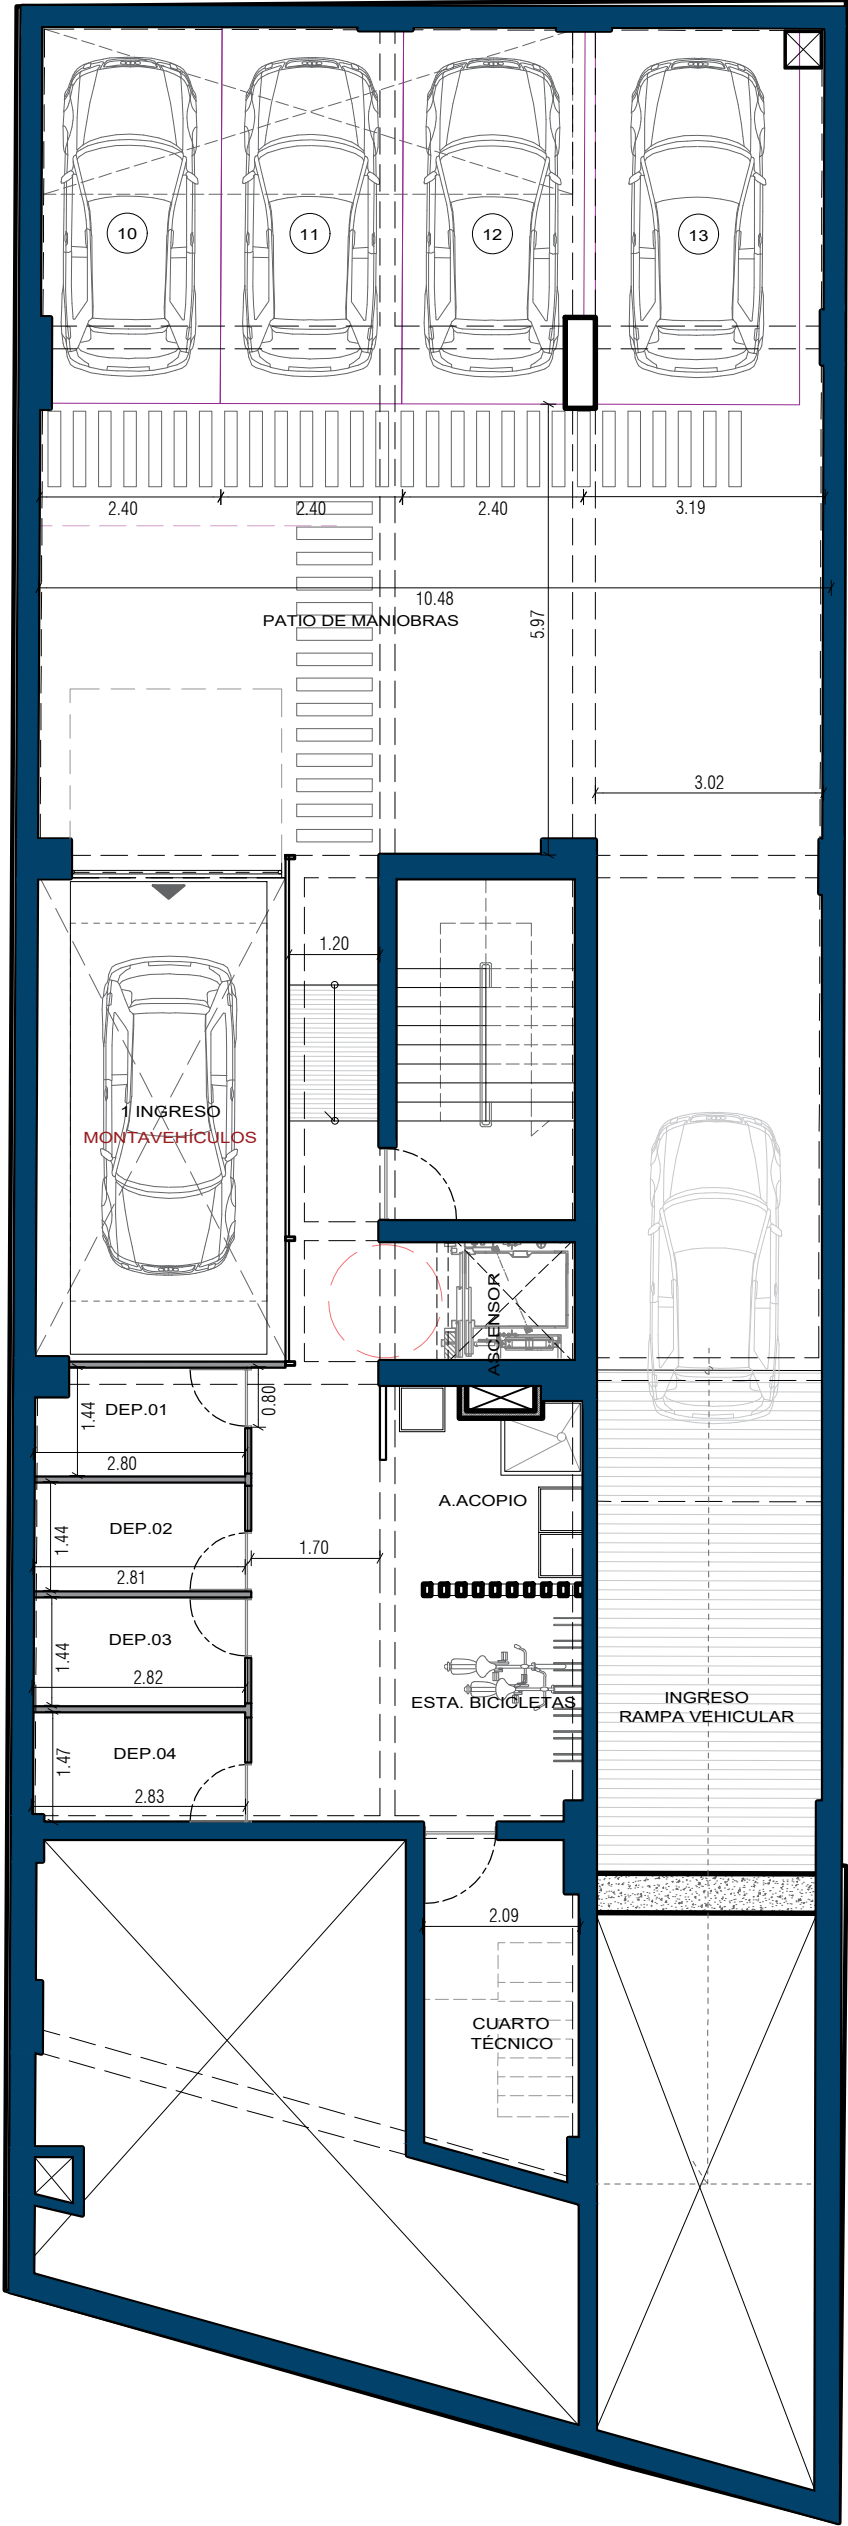 10
11
12
13
2.40
2.40
2.40
3.19
10.48
PATIO DE MANIOBRAS
5.97
3.02
1.20
1 INGRESO
MONTAVEHÍCULOS
ASCENSOR
DEP.01
1.44
0.80
2.80
A.ACOPIO
DEP.02
1.44
1.70
2.81
DEP.03
1.44
2.82
ESTA. BICICLETAS
INGRESO
RAMPA VEHICULAR
DEP.04
1.47
2.83
2.09
CUARTO
TÉCNICO